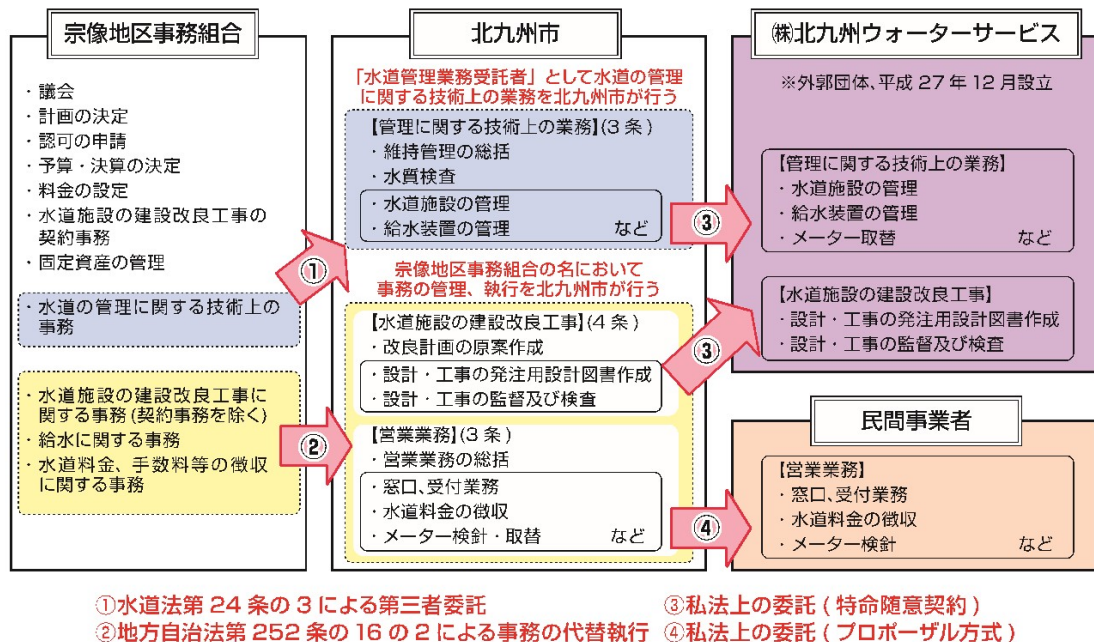 宗像地区事務組合
・議会
・計画の決定
・認可の申請
・予算・決算の決定
・料金の設定
・水道施設の建設改良工事の
契約事務
・固定資産の管理
・水道の管理に関する技術上の
事務
・水道施設の建設改良工事に
関する事務(契約事務を除く)
・給水に関する事務
・水道料金、手数料等の徴収
に関する事務
①
②
北九州市
「水道管理業務受託者」として水道の管理
に関する技術上の業務を北九州市が行う
【管理に関する技術上の業務】(3条)
・維持管理の総括
・水質検査
・水道施設の管理
・給水装置の管理 など
宗像地区事務組合の名において
事務の管理、執行を北九州市が行う
【水道施設の建設改良工事】(4条)
・改良計画の原案作成
・設計・工事の発注用設計図書作成
・設計・工事の監督及び検査
【営業業務】(3条)
・営業業務の総括
・窓口、受付業務
・水道料金の徴収
・メーター検針・取替 など
③
③
④
㈱北九州ウォーターサービス
※外郭団体、平成27年12月設立
【管理に関する技術上の業務】
・水道施設の管理
・給水装置の管理
・メーター取替 など
【水道施設の建設改良工事】
・設計・工事の発注用設計図書作成
・設計・工事の監督及び検査
民間事業者
【営業業務】
・窓口、受付業務
・水道料金の徴収
・メーター検針 など
①水道法第24条の3による第三者委託
②地方自治法第252条の16の2による事務の代替執行
③私法上の委託(特命随意契約)
④私法上の委託(プロポーザル方式)